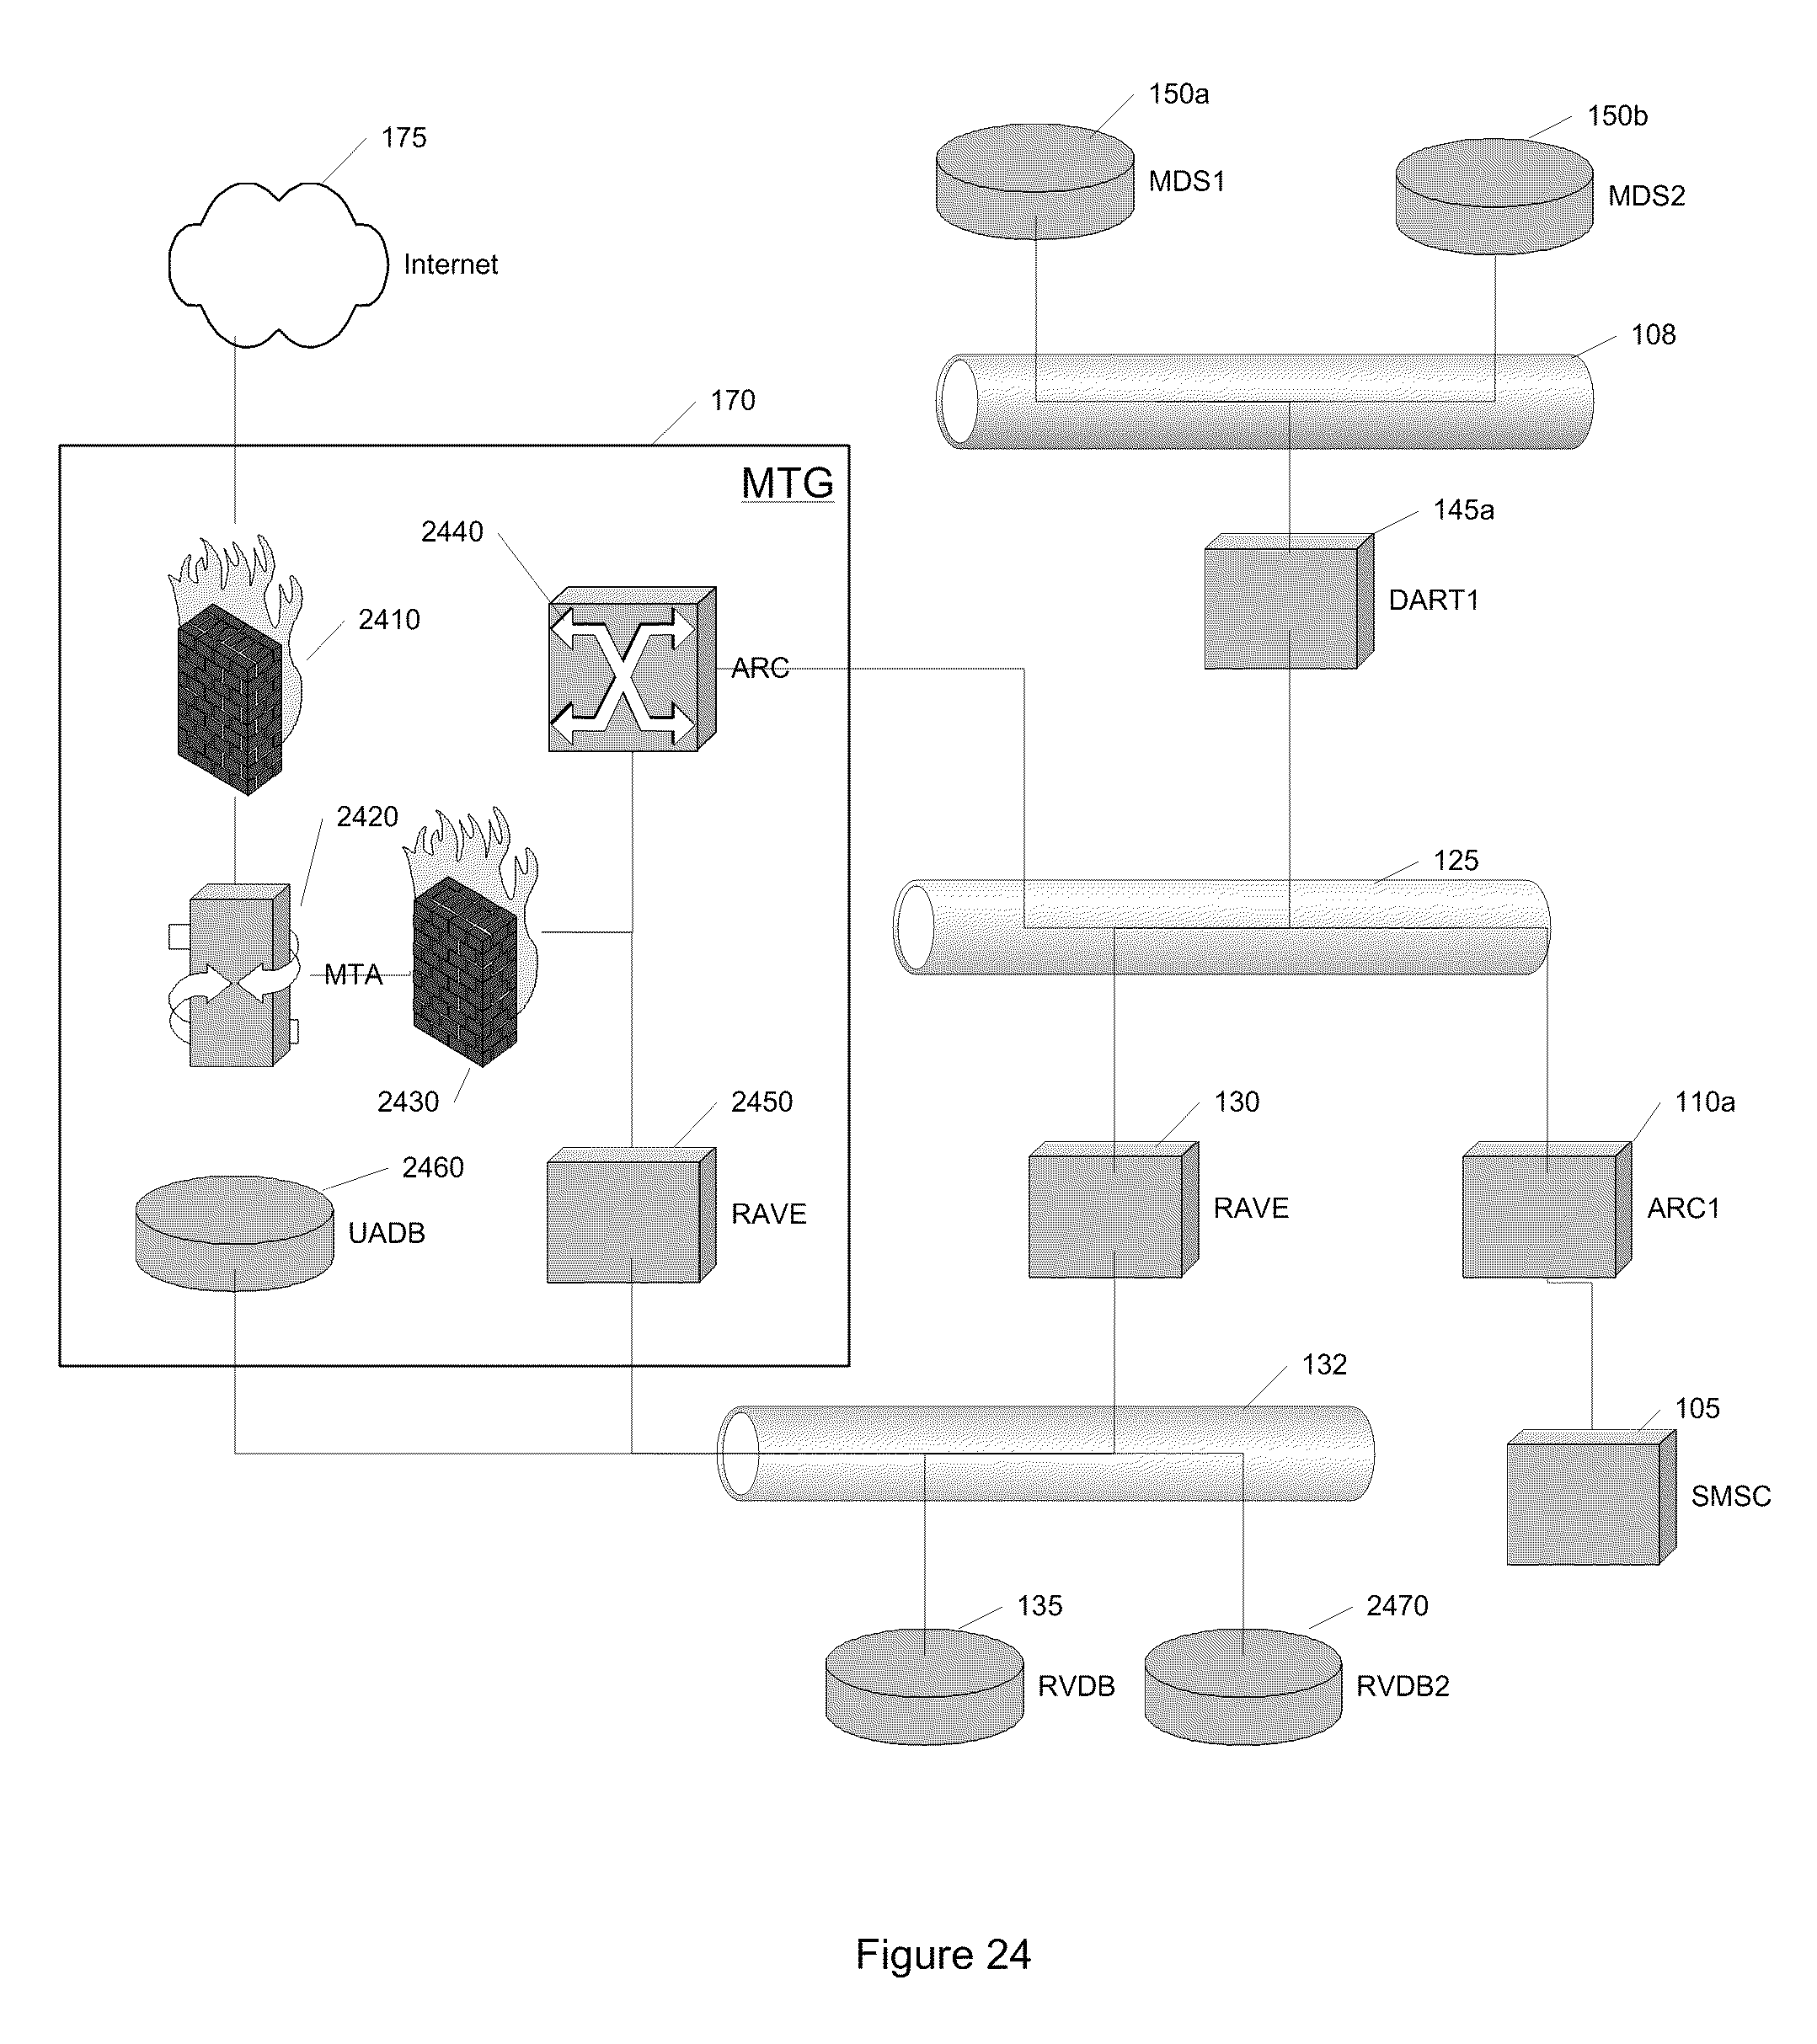 150a
150b
175
MDS1
MDS2
Internet
108
170
MTG
145a
2440
DART1
2410
ARC
2420
125
MTA
2430
2450
130
110a
2460
UADB
RAVE
RAVE
ARC1
132
105
SMSC
135
2470
RVDB
RVDB2
Figure 24